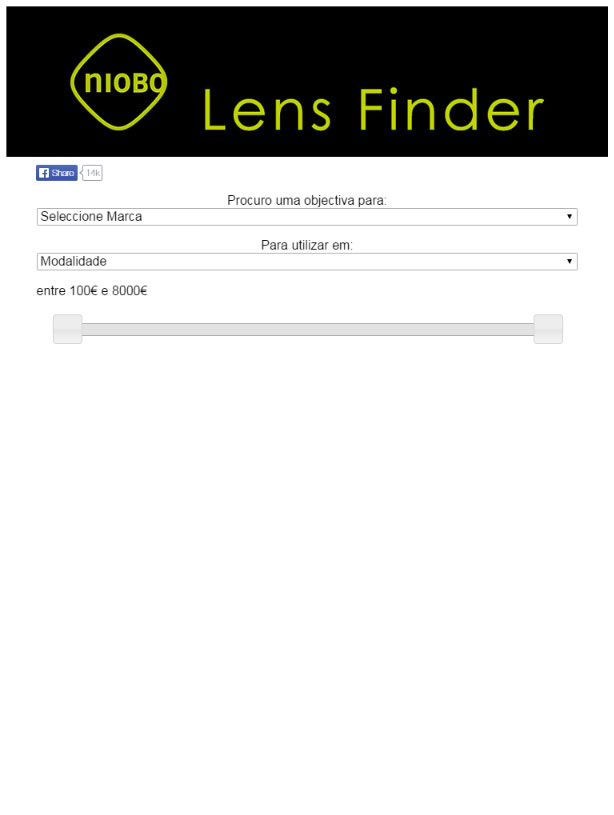 NIOBO
Lens Finder
Share 14k
Procuro uma objectiva para:
Seleccione Marca
Para utilizar em:
Modalidade
entre 100€ e 8000€